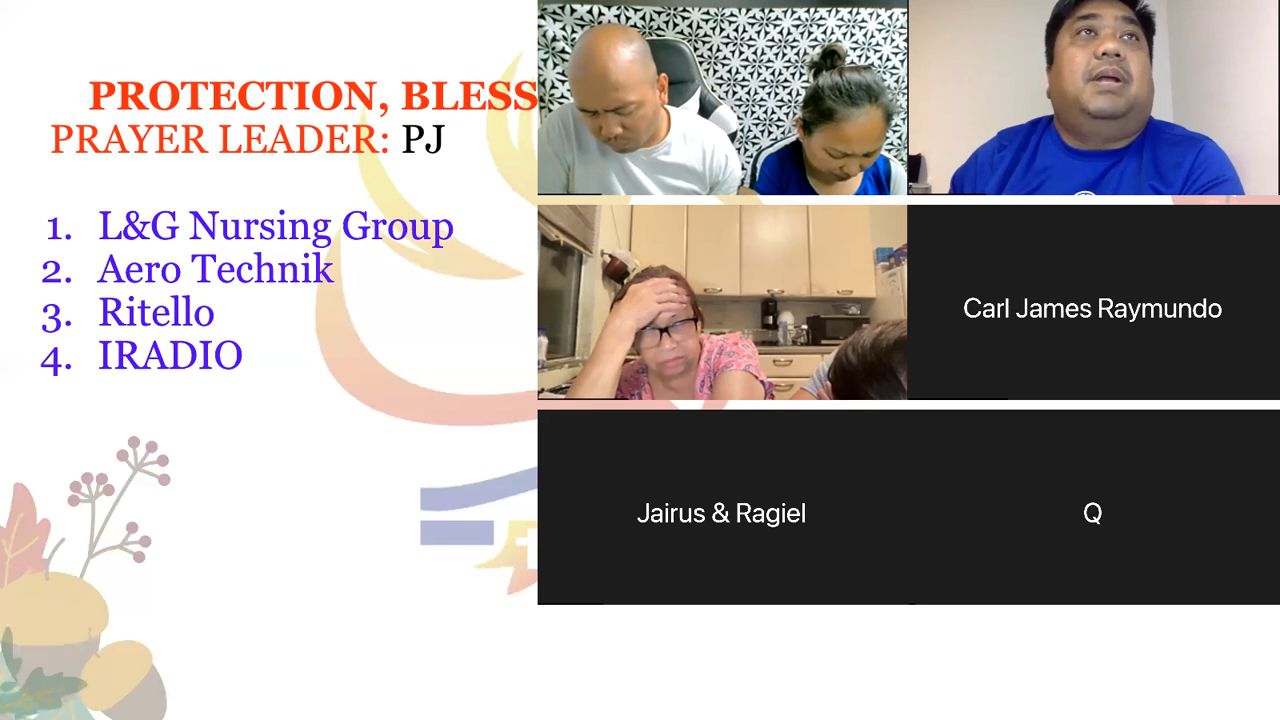 PROTECTION, BLESS
PRAYER LEADER: PJ
1. L&G Nursing Group
2. Aero Technik
3. Ritello
4. IRADIO
Carl James Raymundo
Jairus & Ragiel
Q